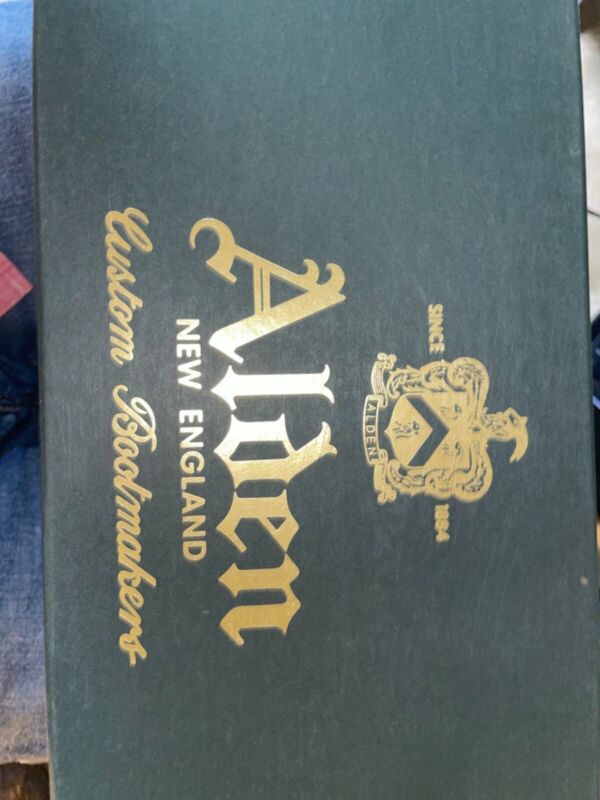 SINCE 1884
ALDEN
Alden
NEW ENGLAND
Custom Bootmakers